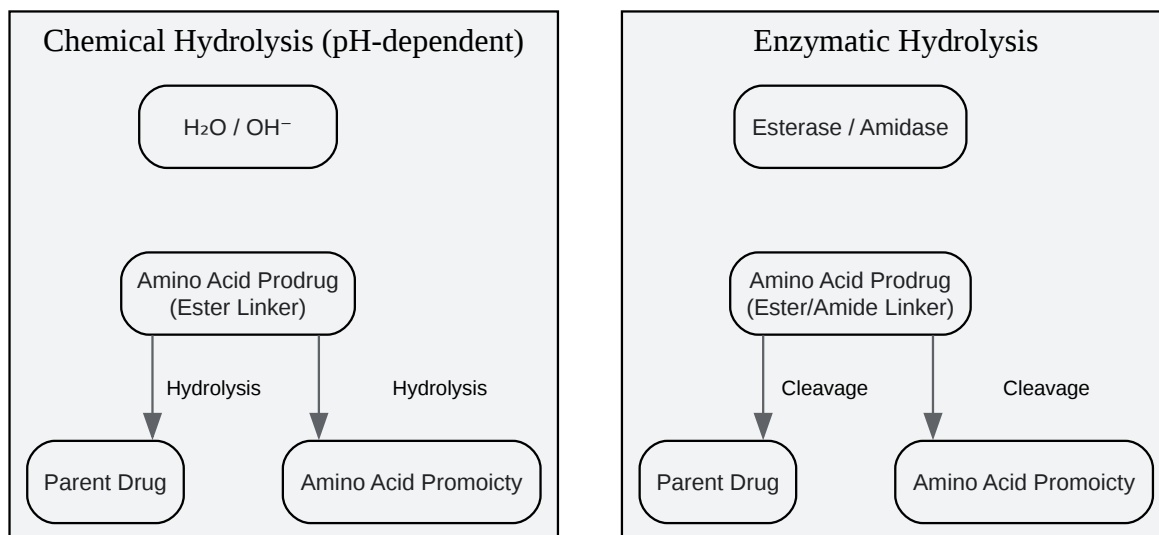 Chemical Hydrolysis (pH-dependent)
H₂O / OH⁻
Amino Acid Prodrug
(Ester Linker)
Hydrolysis
Hydrolysis
Parent Drug
Amino Acid Promoicty
Enzymatic Hydrolysis
Esterase / Amidase
Amino Acid Prodrug
(Ester/Amide Linker)
Cleavage
Cleavage
Parent Drug
Amino Acid Promoicty